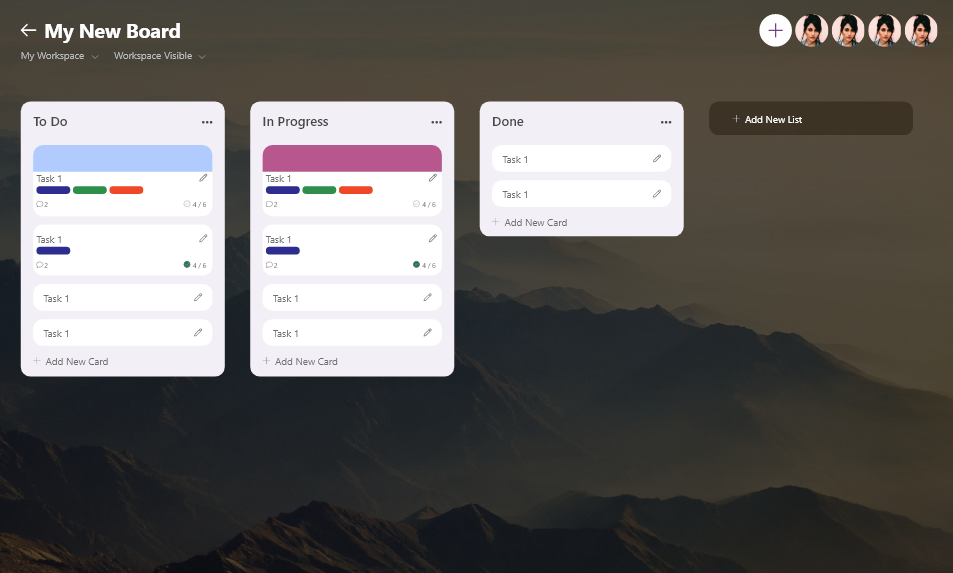 My New Board
My Workspace
Workspace Visible
To Do
Task 1
2
4 / 6
Task 1
2
4 / 6
Task 1
Task 1
Add New Card
In Progress
Task 1
2
4 / 6
Task 1
2
4 / 6
Task 1
Task 1
Add New Card
Done
Task 1
Task 1
Add New Card
Add New List